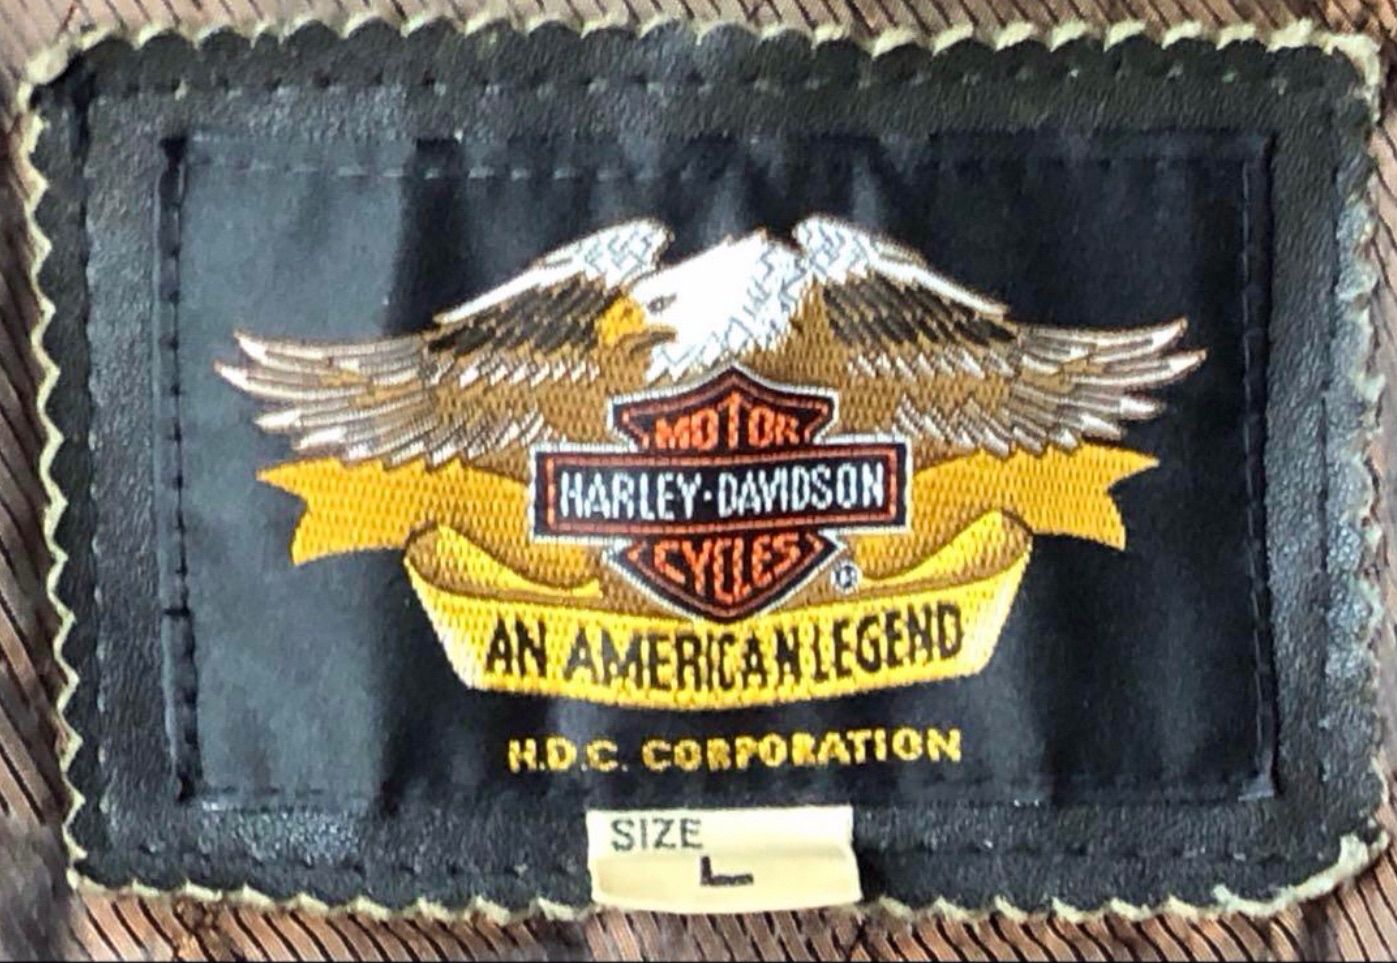 MOTOR
HARLEY-DAVIDSON
CYCLES
®
AN AMERICAN LEGEND
H.D.C. CORPORATION
SIZE
L